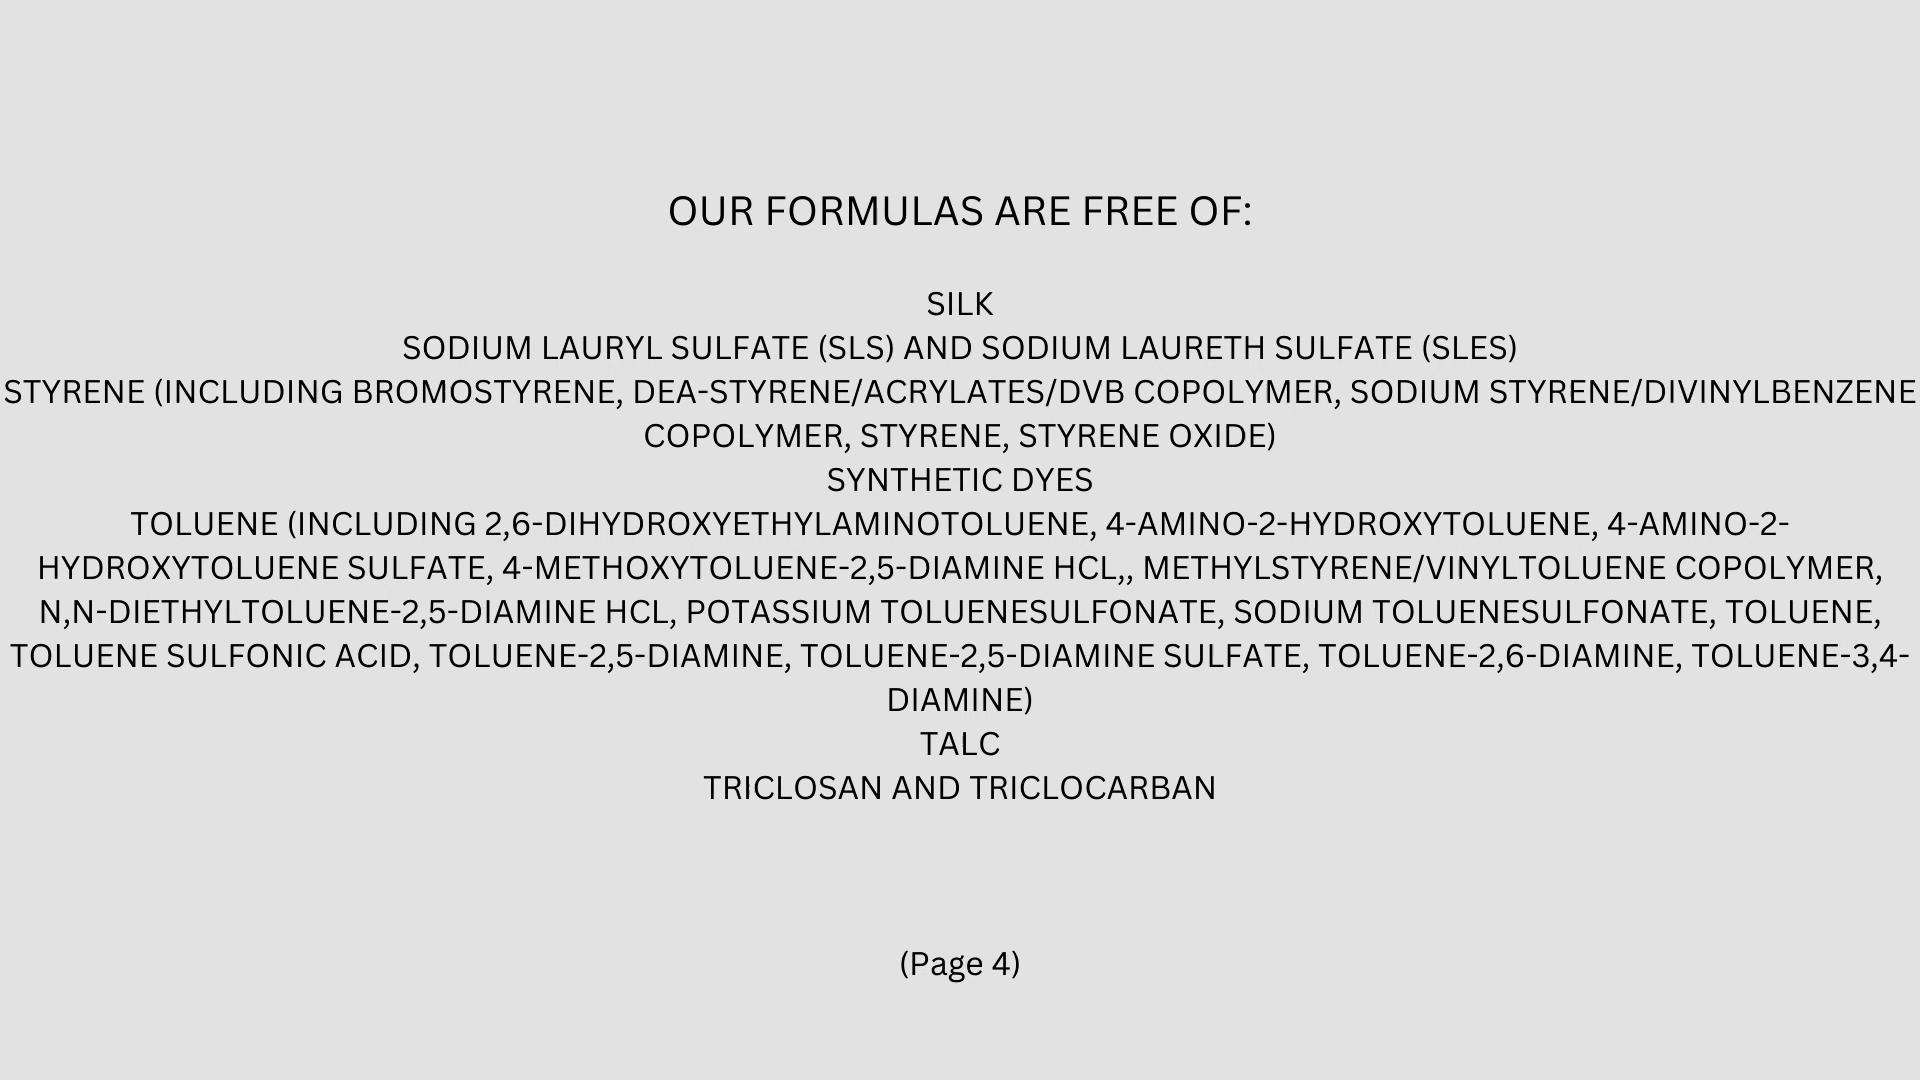 OUR FORMULAS ARE FREE OF:
SILK
SODIUM LAURYL SULFATE (SLS) AND SODIUM LAURETH SULFATE (SLES)
STYRENE (INCLUDING BROMOSTYRENE, DEA-STYRENE/ACRYLATES/DVB COPOLYMER, SODIUM STYRENE/DIVINYLBENZENE
COPOLYMER, STYRENE, STYRENE OXIDE)
SYNTHETIC DYES
TOLUENE (INCLUDING 2,6-DIHYDROXYETHYLAMINOTOLUENE, 4-AMINO-2-HYDROXYTOLUENE, 4-AMINO-2-
HYDROXYTOLUENE SULFATE, 4-METHOXYTOLUENE-2,5-DIAMINE HCL,, METHYLSTYRENE/VINYLTOLUENE COPOLYMER,
N,N-DIETHYLTOLUENE-2,5-DIAMINE HCL, POTASSIUM TOLUENESULFONATE, SODIUM TOLUENESULFONATE, TOLUENE,
TOLUENE SULFONIC ACID, TOLUENE-2,5-DIAMINE, TOLUENE-2,5-DIAMINE SULFATE, TOLUENE-2,6-DIAMINE, TOLUENE-3,4-
DIAMINE)
TALC
TRICLOSAN AND TRICLOCARBAN
(Page 4)